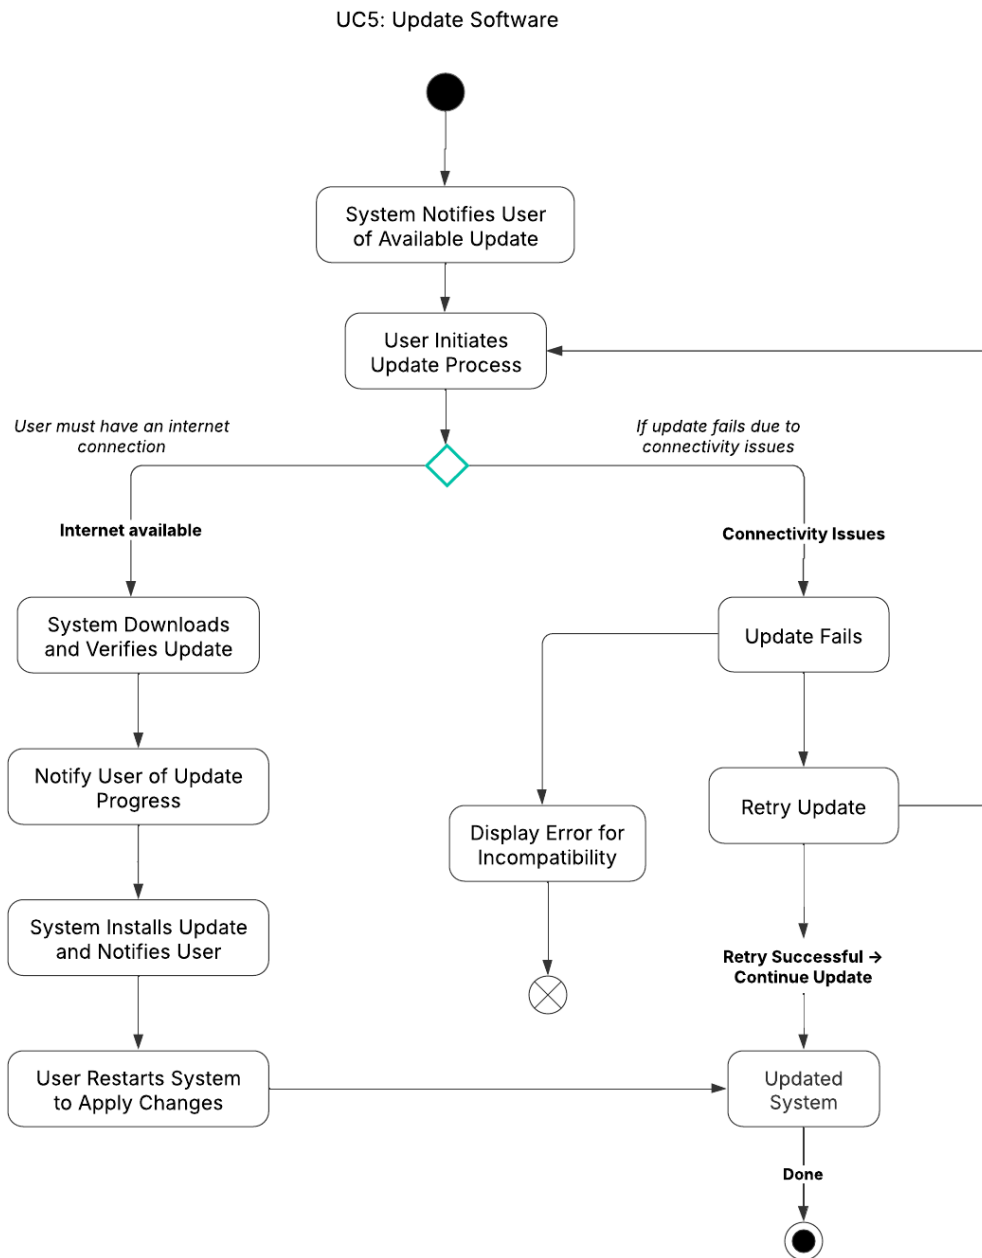 UC5: Update Software
System Notifies User
of Available Update
User Initiates
Update Process
User must have an internet
connection
If update fails due to
connectivity issues
Internet available
Connectivity Issues
System Downloads
and Verifies Update
Update Fails
Notify User of Update
Progress
Retry Update
Display Error for
Incompatibility
System Installs Update
and Notifies User
Retry Successful →
Continue Update
User Restarts System
to Apply Changes
Updated
System
Done